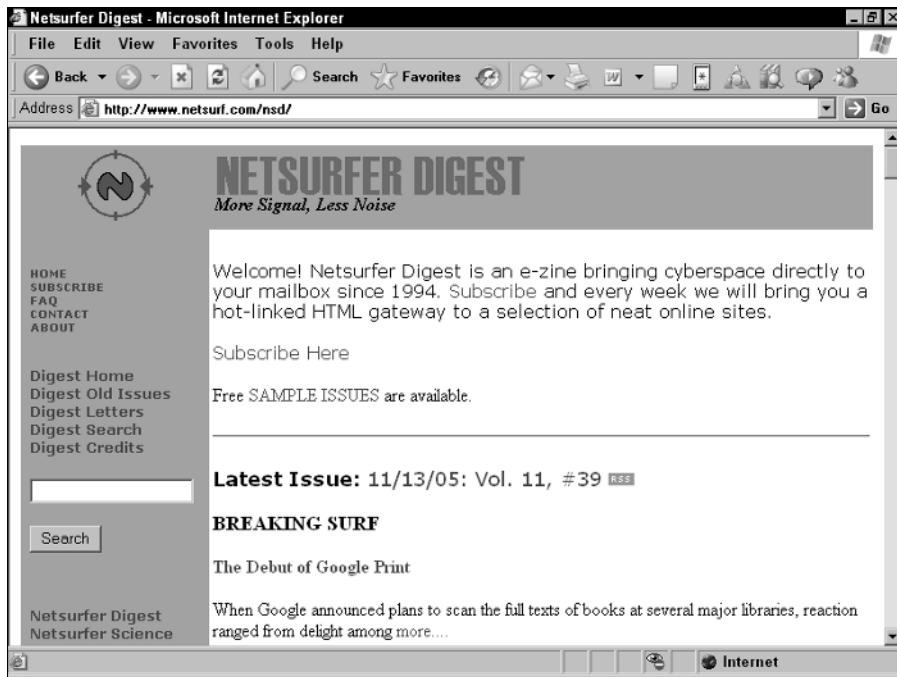 Netsurfer Digest - Microsoft Internet Explorer
File Edit View Favorites Tools Help
Back Search Favorites
Address http://www.netsurf.com/nsd/ Go
NETSURFER DIGEST
More Signal, Less Noise
HOME
SUBSCRIBE
FAQ
CONTACT
ABOUT
Digest Home
Digest Old Issues
Digest Letters
Digest Search
Digest Credits
Search
Netsurfer Digest
Netsurfer Science
Welcome! Netsurfer Digest is an e-zine bringing cyberspace directly to
your mailbox since 1994. Subscribe and every week we will bring you a
hot-linked HTML gateway to a selection of neat online sites.
Subscribe Here
Free SAMPLE ISSUES are available.
Latest Issue: 11/13/05: Vol. 11, #39 RSS
BREAKING SURF
The Debut of Google Print
When Google announced plans to scan the full texts of books at several major libraries, reaction
ranged from delight among more....
Internet